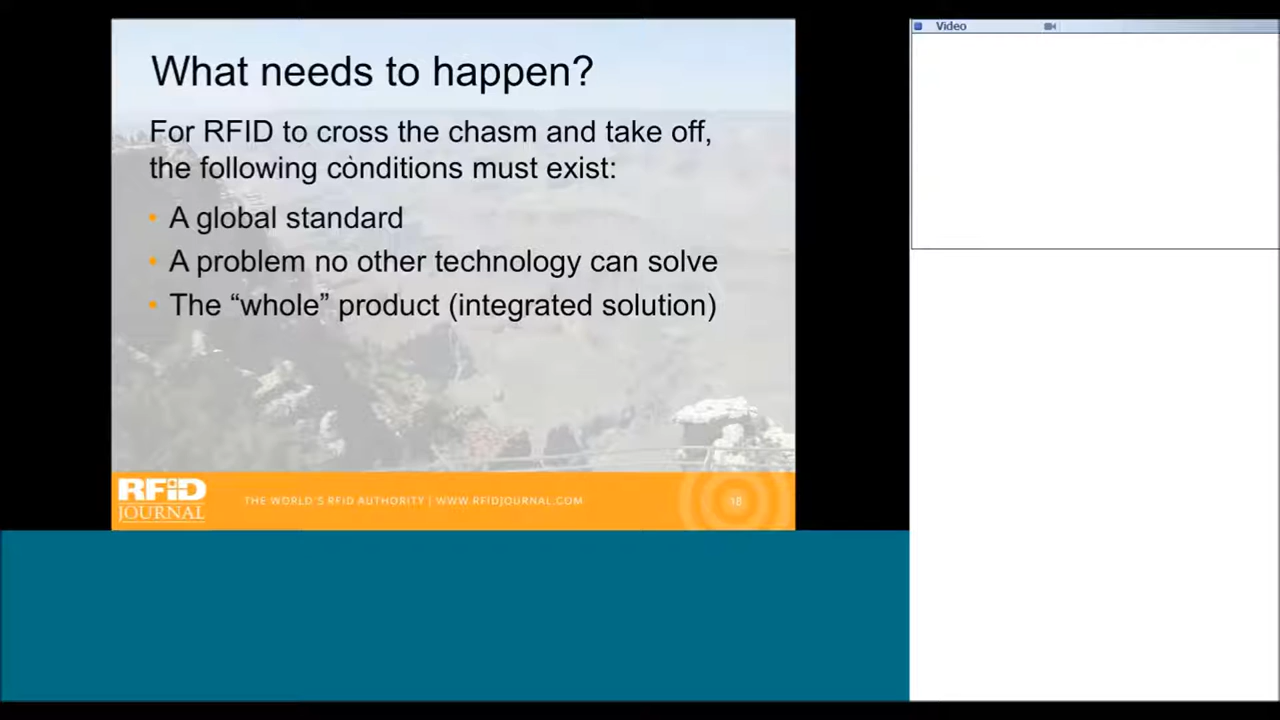 Video
What needs to happen?
For RFID to cross the chasm and take off,
the following conditions must exist:
• A global standard
• A problem no other technology can solve
• The “whole” product (integrated solution)
RFID
JOURNAL
THE WORLD'S RFID AUTHORITY | WWW.RFIDJOURNAL.COM
18